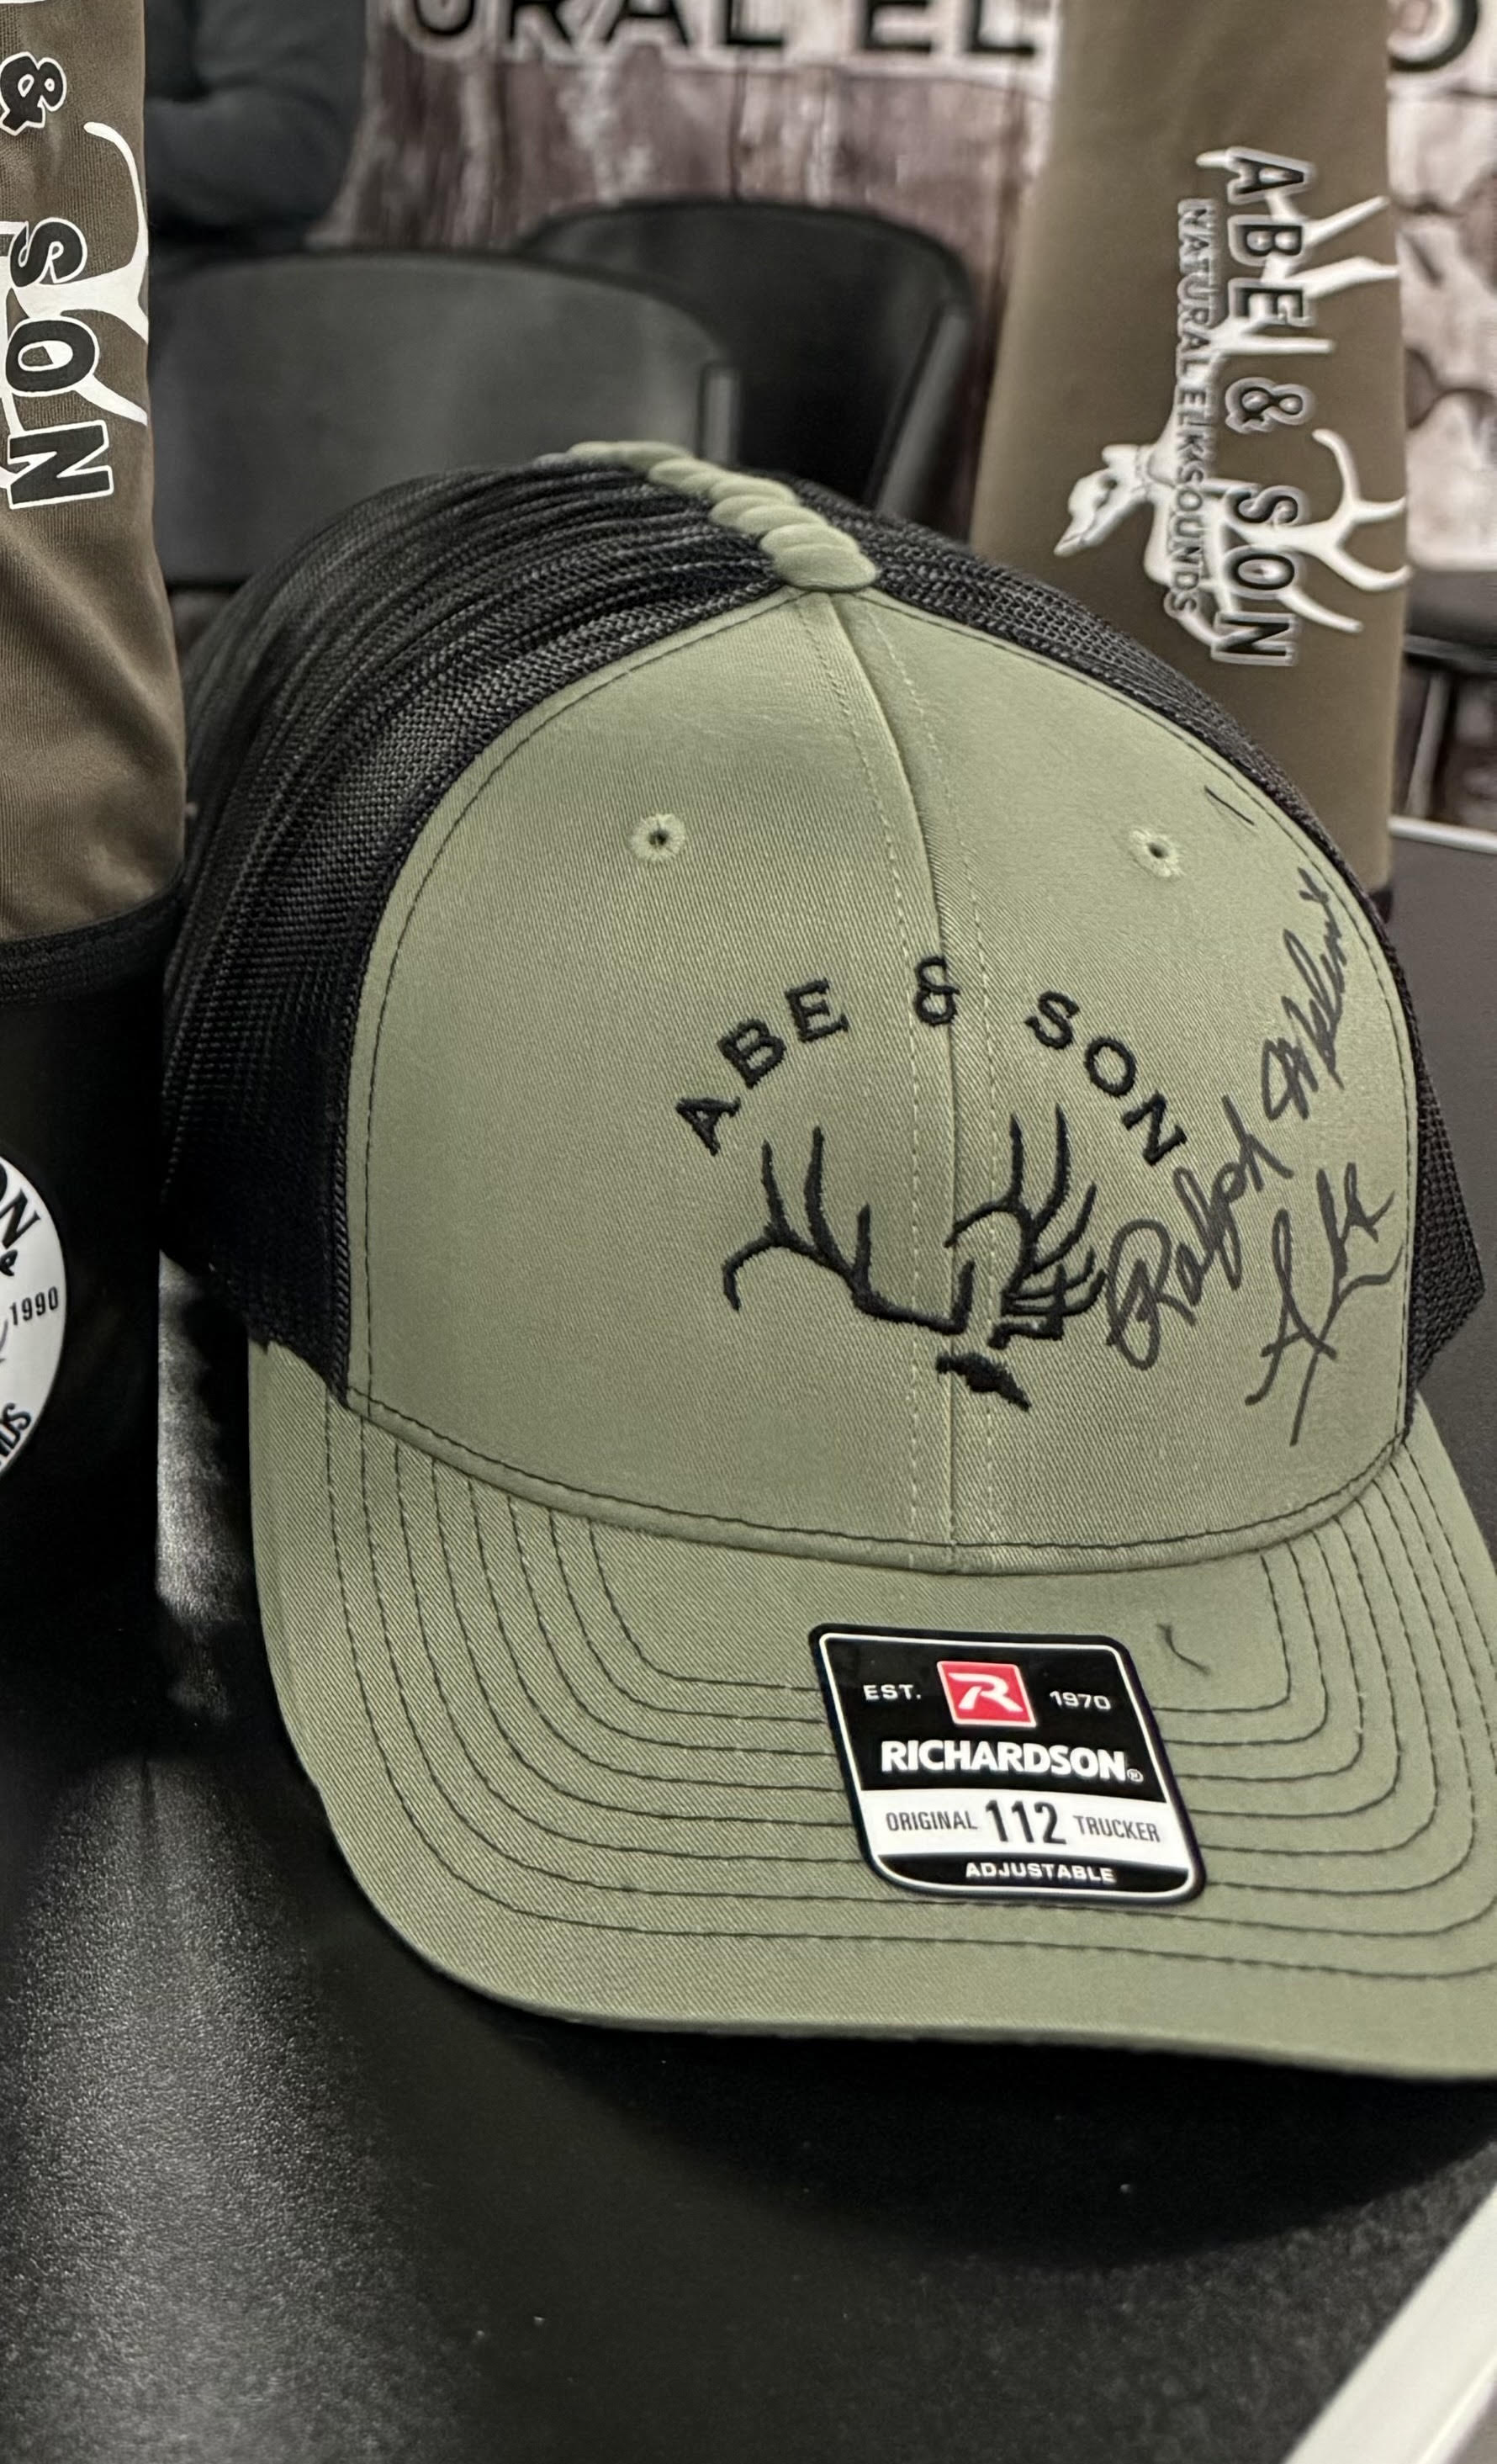 URAL EL
& SON
ABE & SON
NATURAL ELK SOUNDS
ABE & SON
Ralph
Abe
1990
EST. R 1970
RICHARDSON®
ORIGINAL 112 TRUCKER
ADJUSTABLE